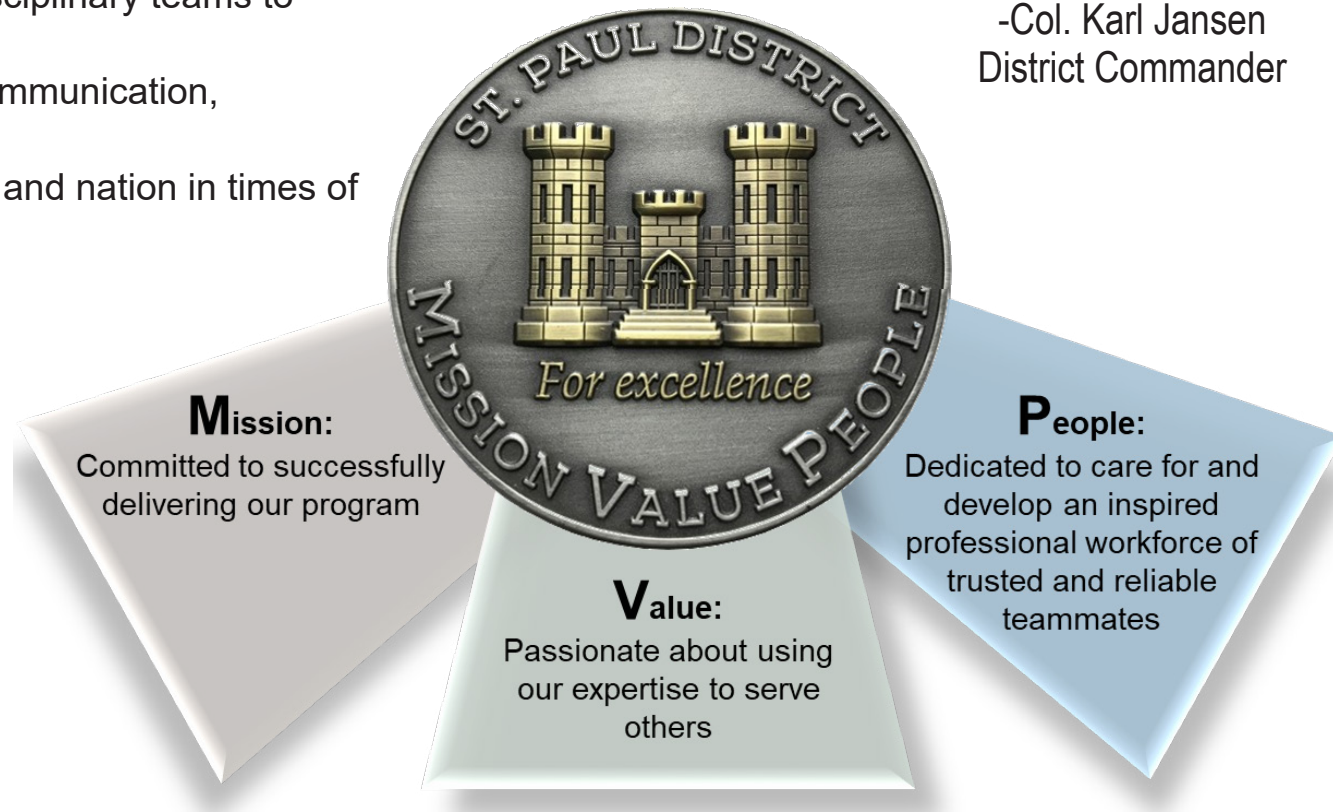 sciplinary teams to
mmunication,
and nation in times of
-Col. Karl Jansen
District Commander
ST. PAUL DISTRICT
For excellence
MISSION VALUE PEOPLE
Mission:
Committed to successfully
delivering our program
Value:
Passionate about using
our expertise to serve
others
People:
Dedicated to care for and
develop an inspired
professional workforce of
trusted and reliable
teammates